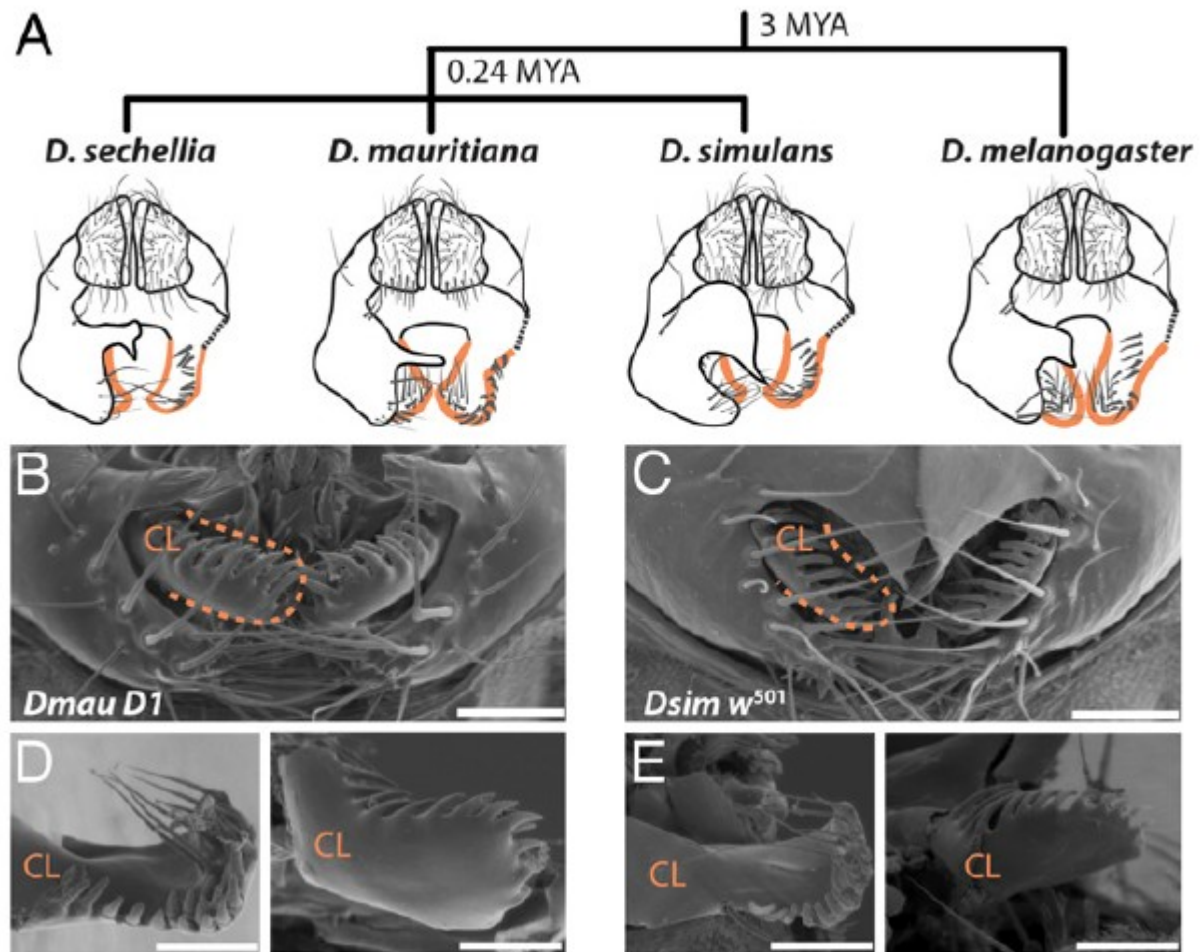 A
3 MYA
0.24 MYA
D. sechellia D. mauritiana D. simulans D. melanogaster
B
CL
Dmau D1
C
CL
Dsim w⁵⁰¹
D
CL
CL
E
CL
CL